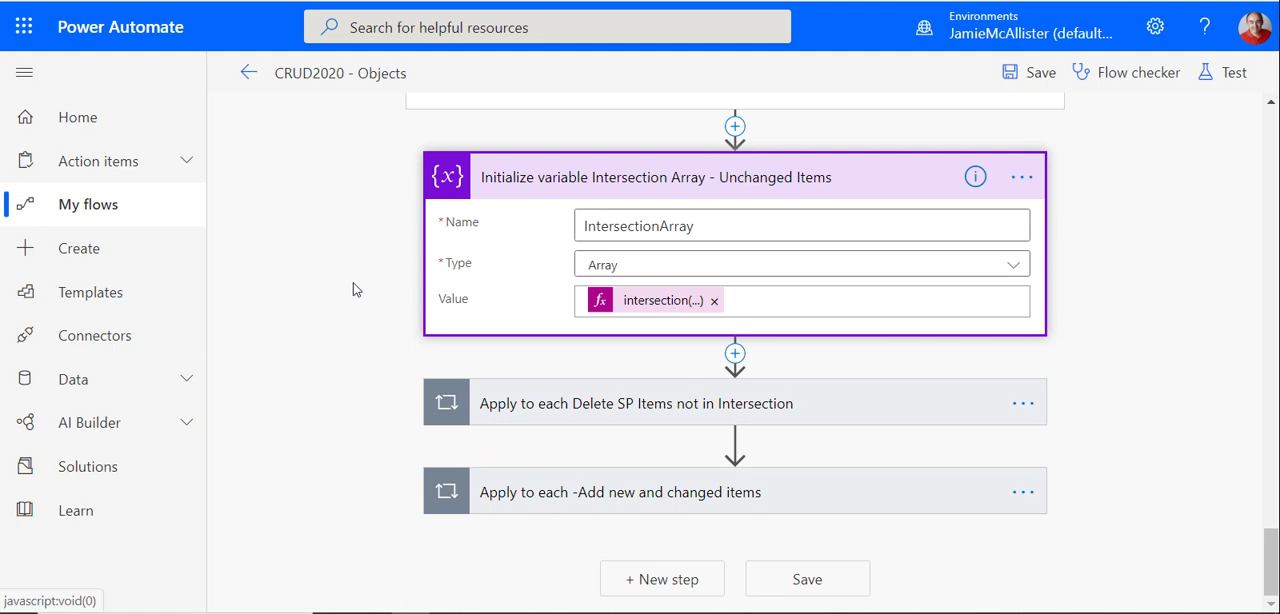 Power Automate
Search for helpful resources
Environments
JamieMcAllister (default...
?
CRUD2020 - Objects
Save
Flow checker
Test
Home
Action items
My flows
Create
Templates
Connectors
Data
AI Builder
Solutions
Learn
{x} Initialize variable Intersection Array - Unchanged Items
* Name
IntersectionArray
* Type
Array
Value
fx intersection(...) ×
Apply to each Delete SP Items not in Intersection
Apply to each -Add new and changed items
+ New step
Save
javascript:void(0)